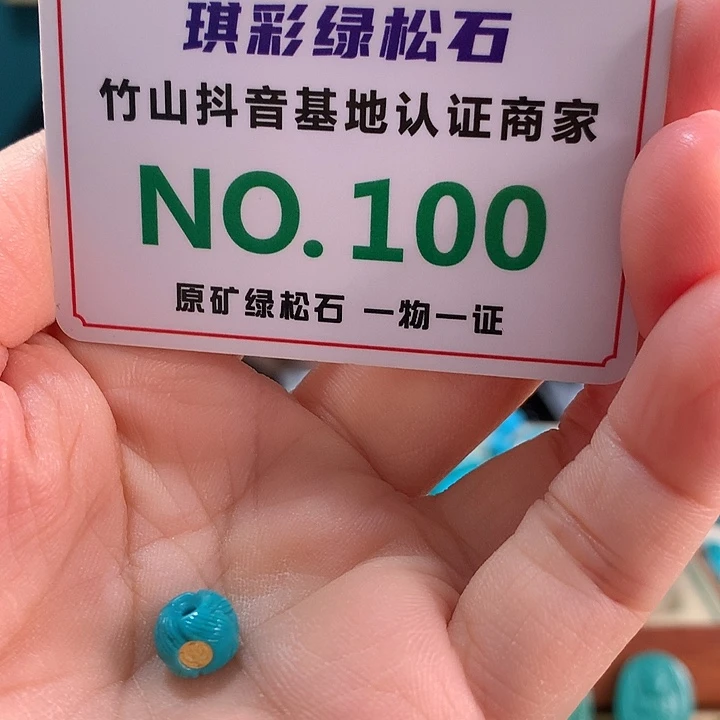 琪彩绿松石
竹山抖音基地认证商家
NO.100
原矿绿松石 一物一证